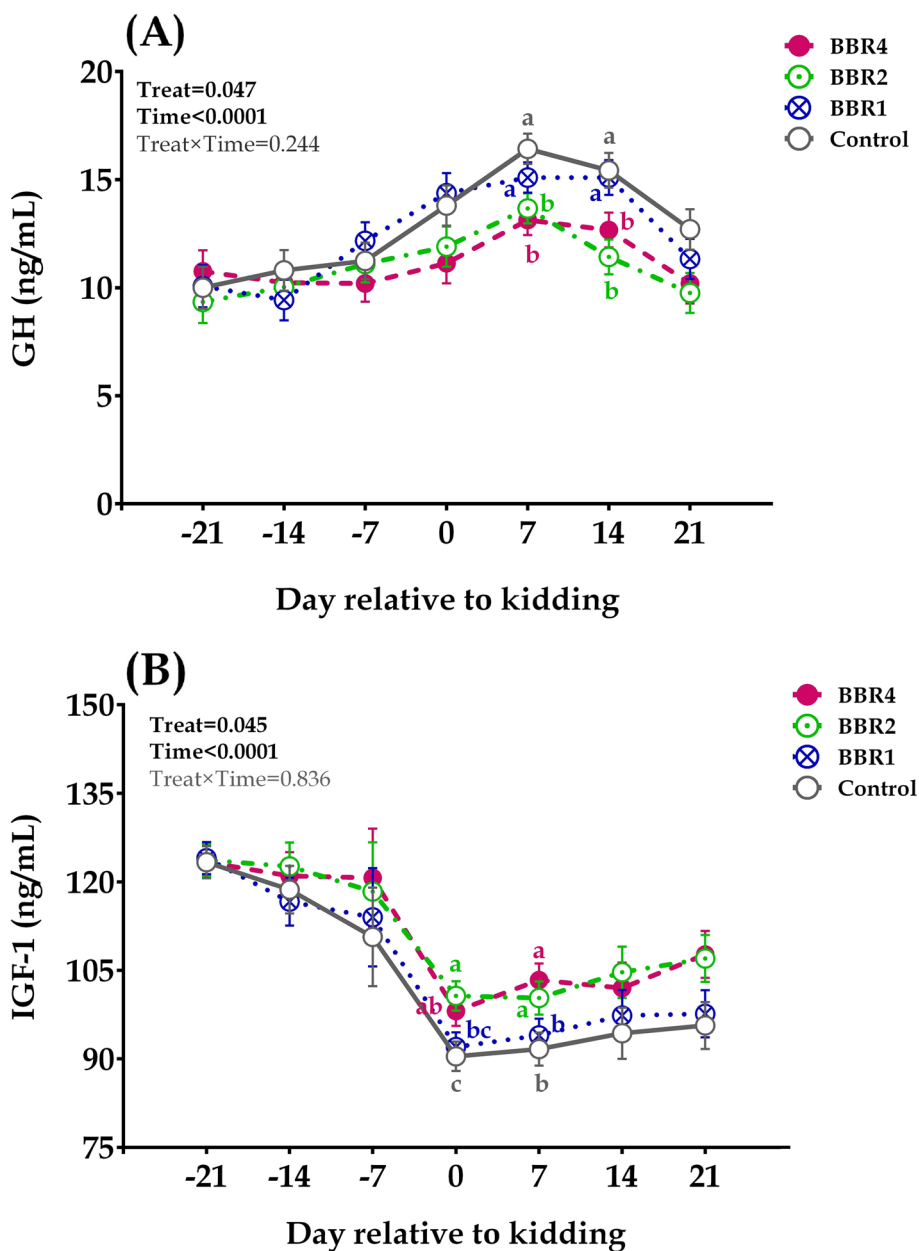 (A)
20
15
10
5
0
GH (ng/mL)
Treat=0.047
Time<0.0001
Treat×Time=0.244
BBR4
BBR2
BBR1
Control
a
a
a
a
b
b
b
b
-21 -14 -7 0 7 14 21
Day relative to kidding
(B)
150
135
120
105
90
75
IGF-1 (ng/mL)
Treat=0.045
Time<0.0001
Treat×Time=0.836
BBR4
BBR2
BBR1
Control
a
a
ab
a
bc
b
c
b
-21 -14 -7 0 7 14 21
Day relative to kidding